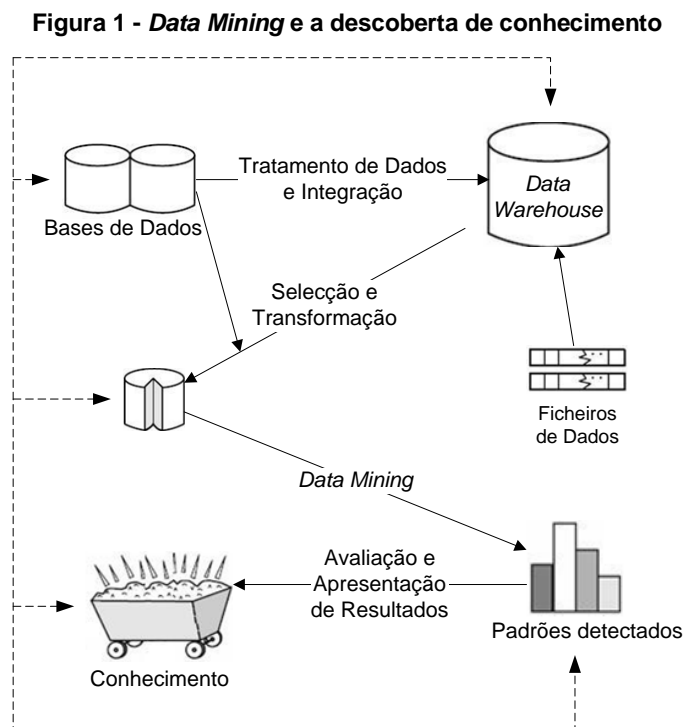 Figura 1 - Data Mining e a descoberta de conhecimento
Tratamento de Dados
e Integração
Data
Warehouse
Bases de Dados
Selecção e
Transformação
Ficheiros
de Dados
Data Mining
Avaliação e
Apresentação
de Resultados
Padrões detectados
Conhecimento